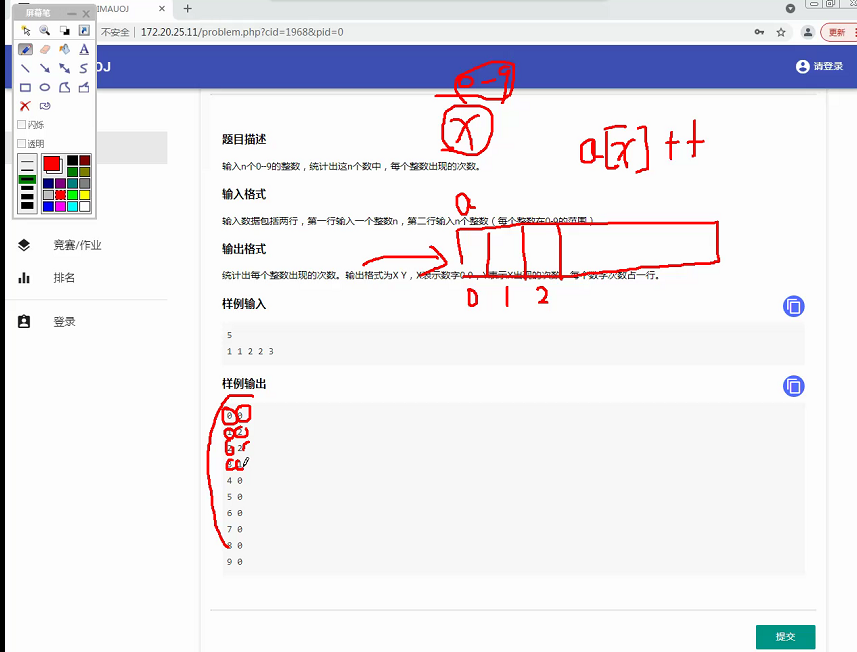 屏幕笔
IMAUOJ
不安全 172.20.25.11/problem.php?cid=1968&pid=0
更新
A
闪烁
透明
OJ
请登录
0-9
x
a[x]++
题目描述
输入n个0~9的整数，统计出这n个数中，每个整数出现的次数。
输入格式
a
输入数据包括两行，第一行输入一个整数n，第二行输入n个整数（每个整数在0-9的范围）
竞赛/作业
输出格式
统计出每个整数出现的次数。输出格式为X Y，X表示数字0-9，Y表示X出现的次数，每个数字次数占一行。
排名
0 1 2
样例输入
登录
5
1 1 2 2 3
样例输出
0 0
1 2
2 2
3 1
4 0
5 0
6 0
7 0
8 0
9 0
提交